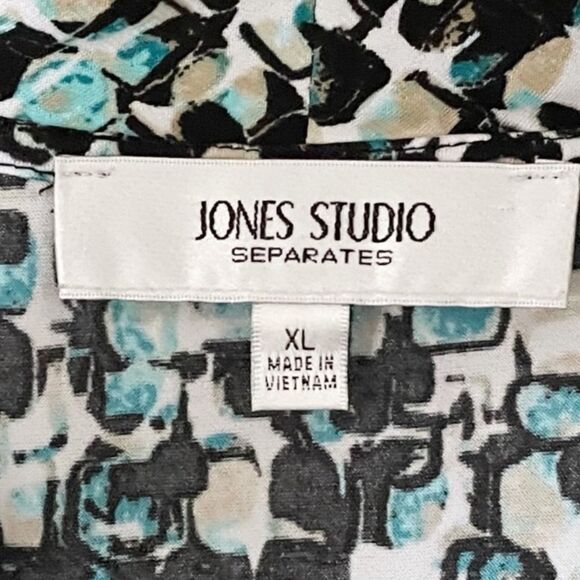 JONES STUDIO
SEPARATES
XL
MADE IN
VIETNAM